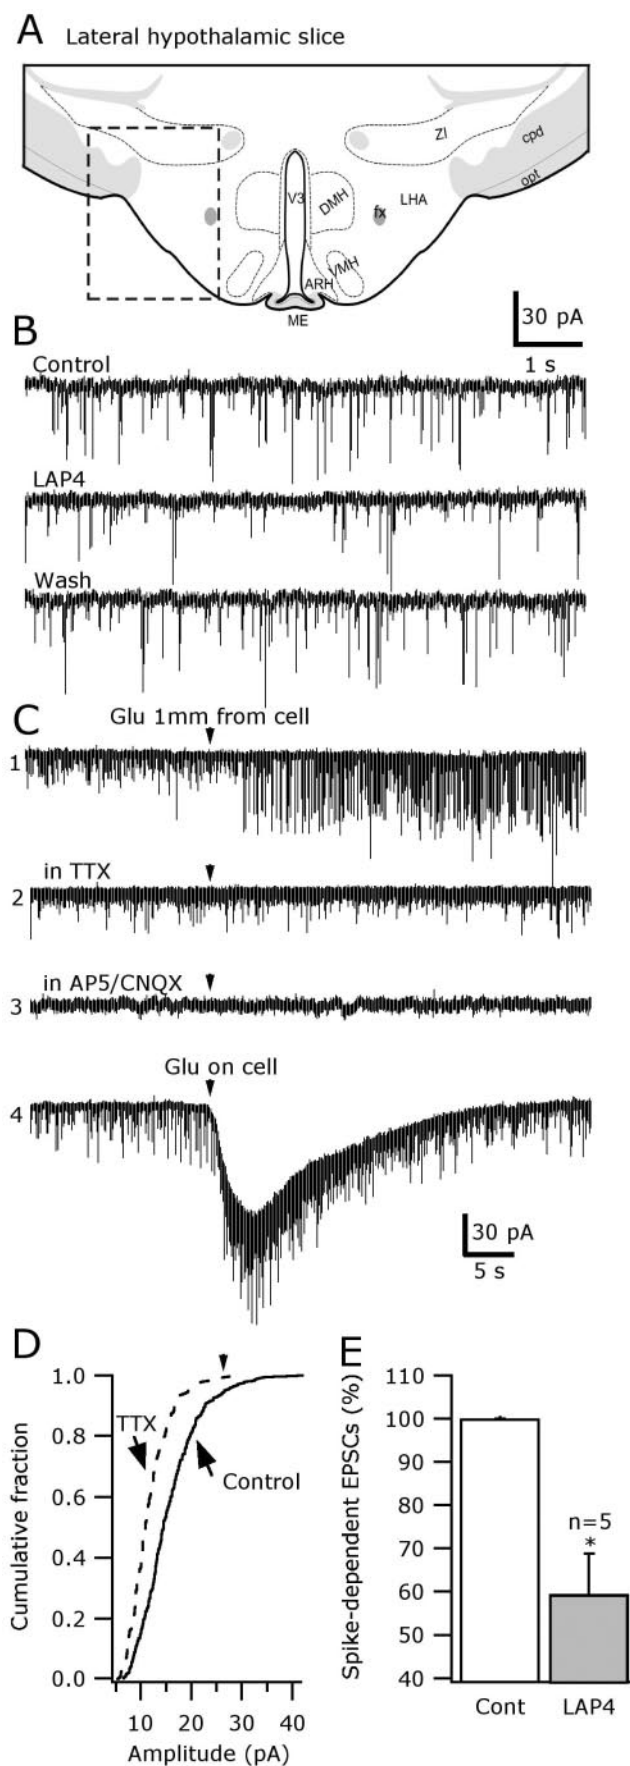 A Lateral hypothalamic slice
ZI
cpd
opt
V3
DMH
fx
LHA
VMH
ARH
ME
B
30 pA
1 s
Control
LAP4
Wash
C
Glu 1mm from cell
1
in TTX
2
in AP5/CNQX
3
Glu on cell
4
30 pA
5 s
D
1.0
0.8
0.6
0.4
0.2
0.0
Cumulative fraction
TTX
Control
10 20 30 40
Amplitude (pA)
E
110
100
90
80
70
60
50
40
Spike-dependent EPSCs (%)
n=5
*
Cont LAP4